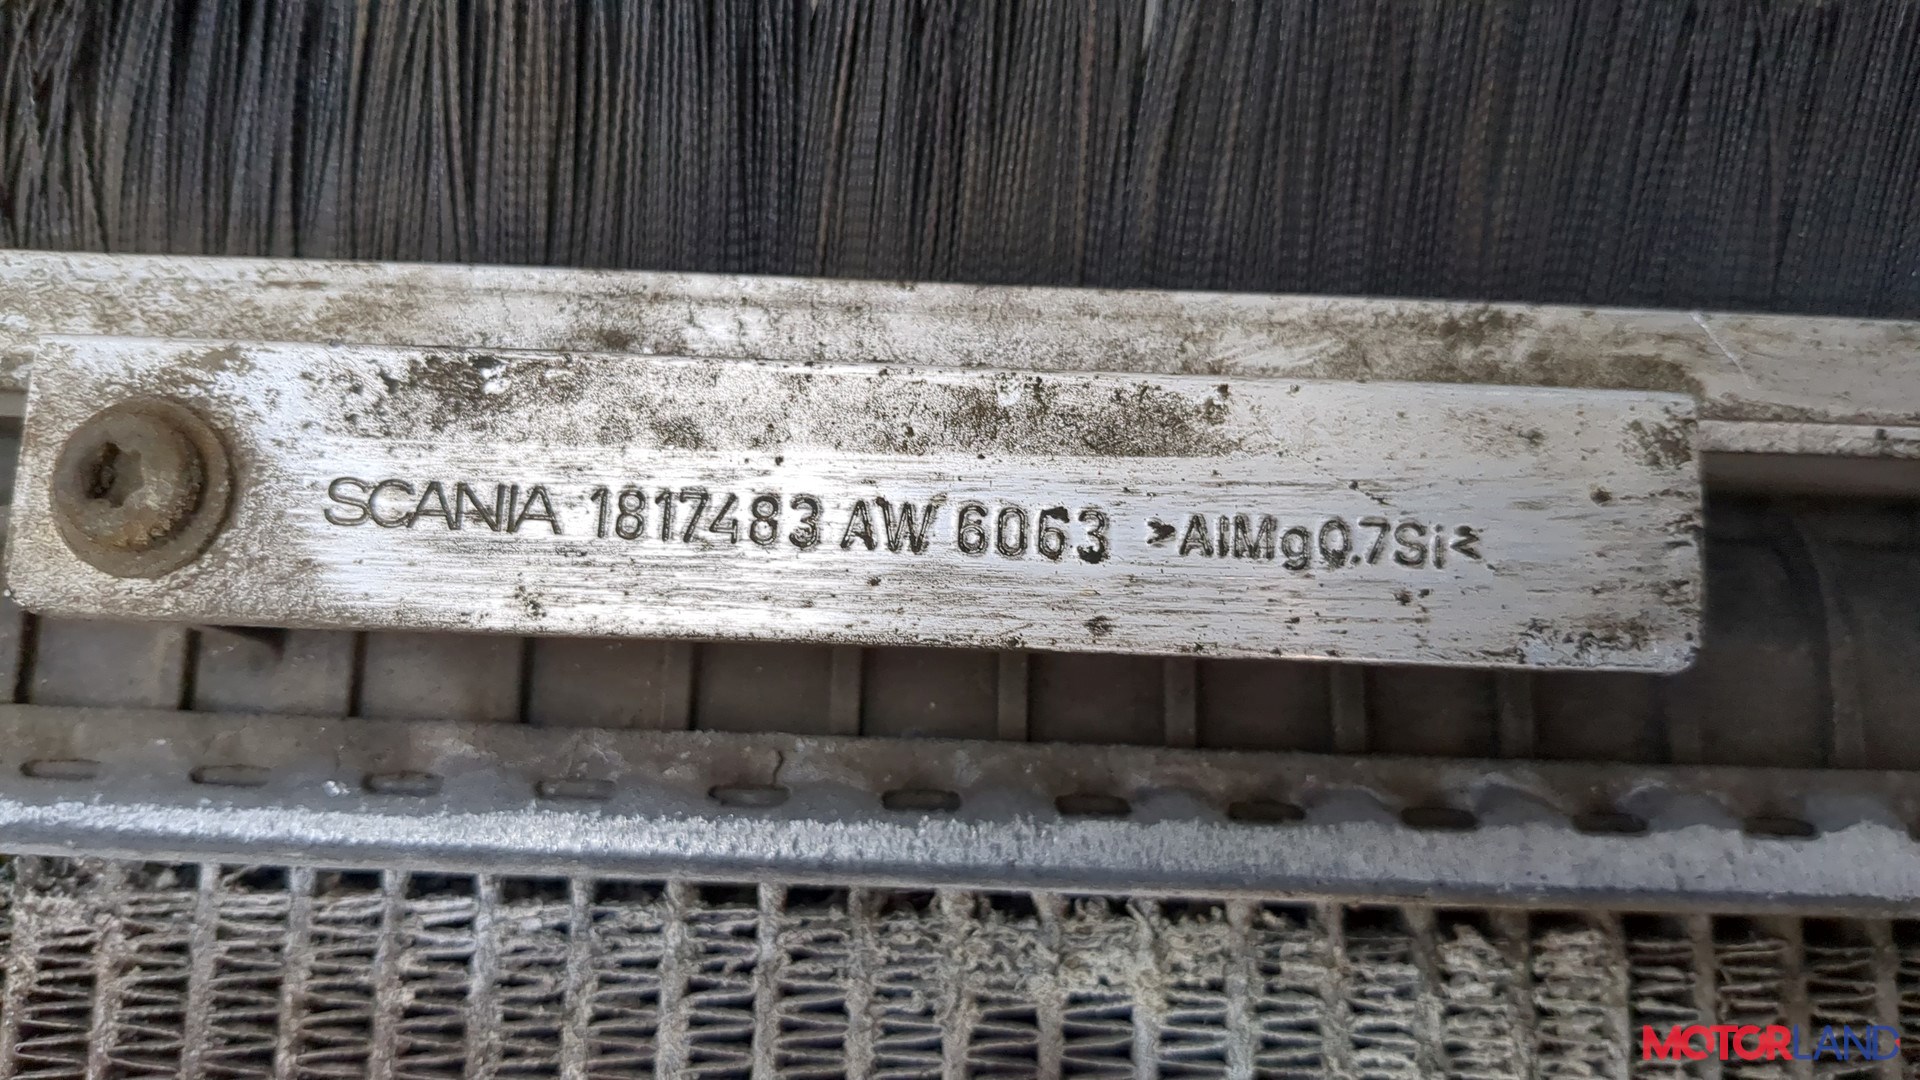 SCANIA 1817483 AW 6063 >AlMg0.7Si<
MOTORLAND